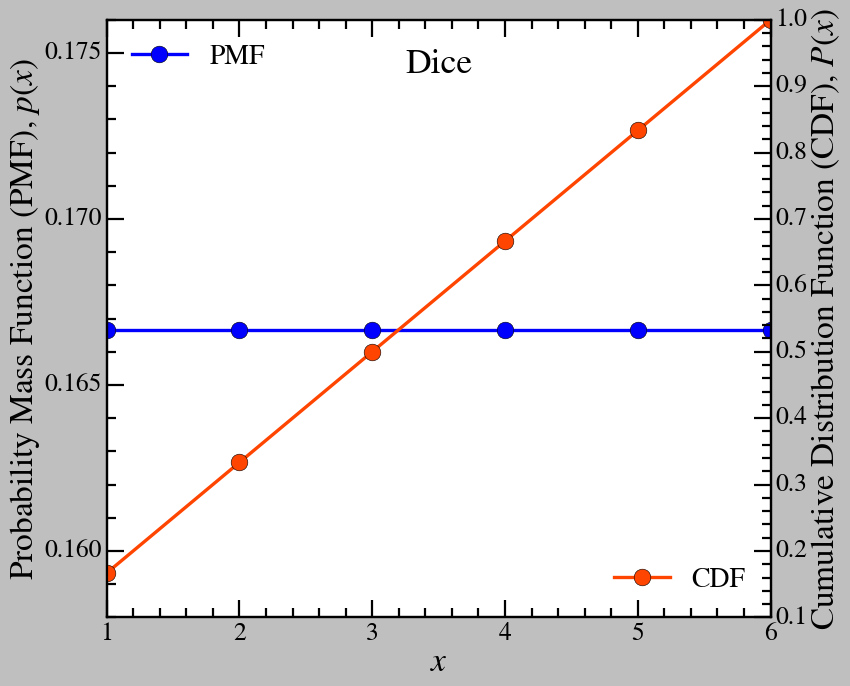 Dice
PMF
CDF
Probability Mass Function (PMF), p(x)
0.175
0.170
0.165
0.160
Cumulative Distribution Function (CDF), P(x)
1.0
0.9
0.8
0.7
0.6
0.5
0.4
0.3
0.2
0.1
1 2 3 4 5 6
x